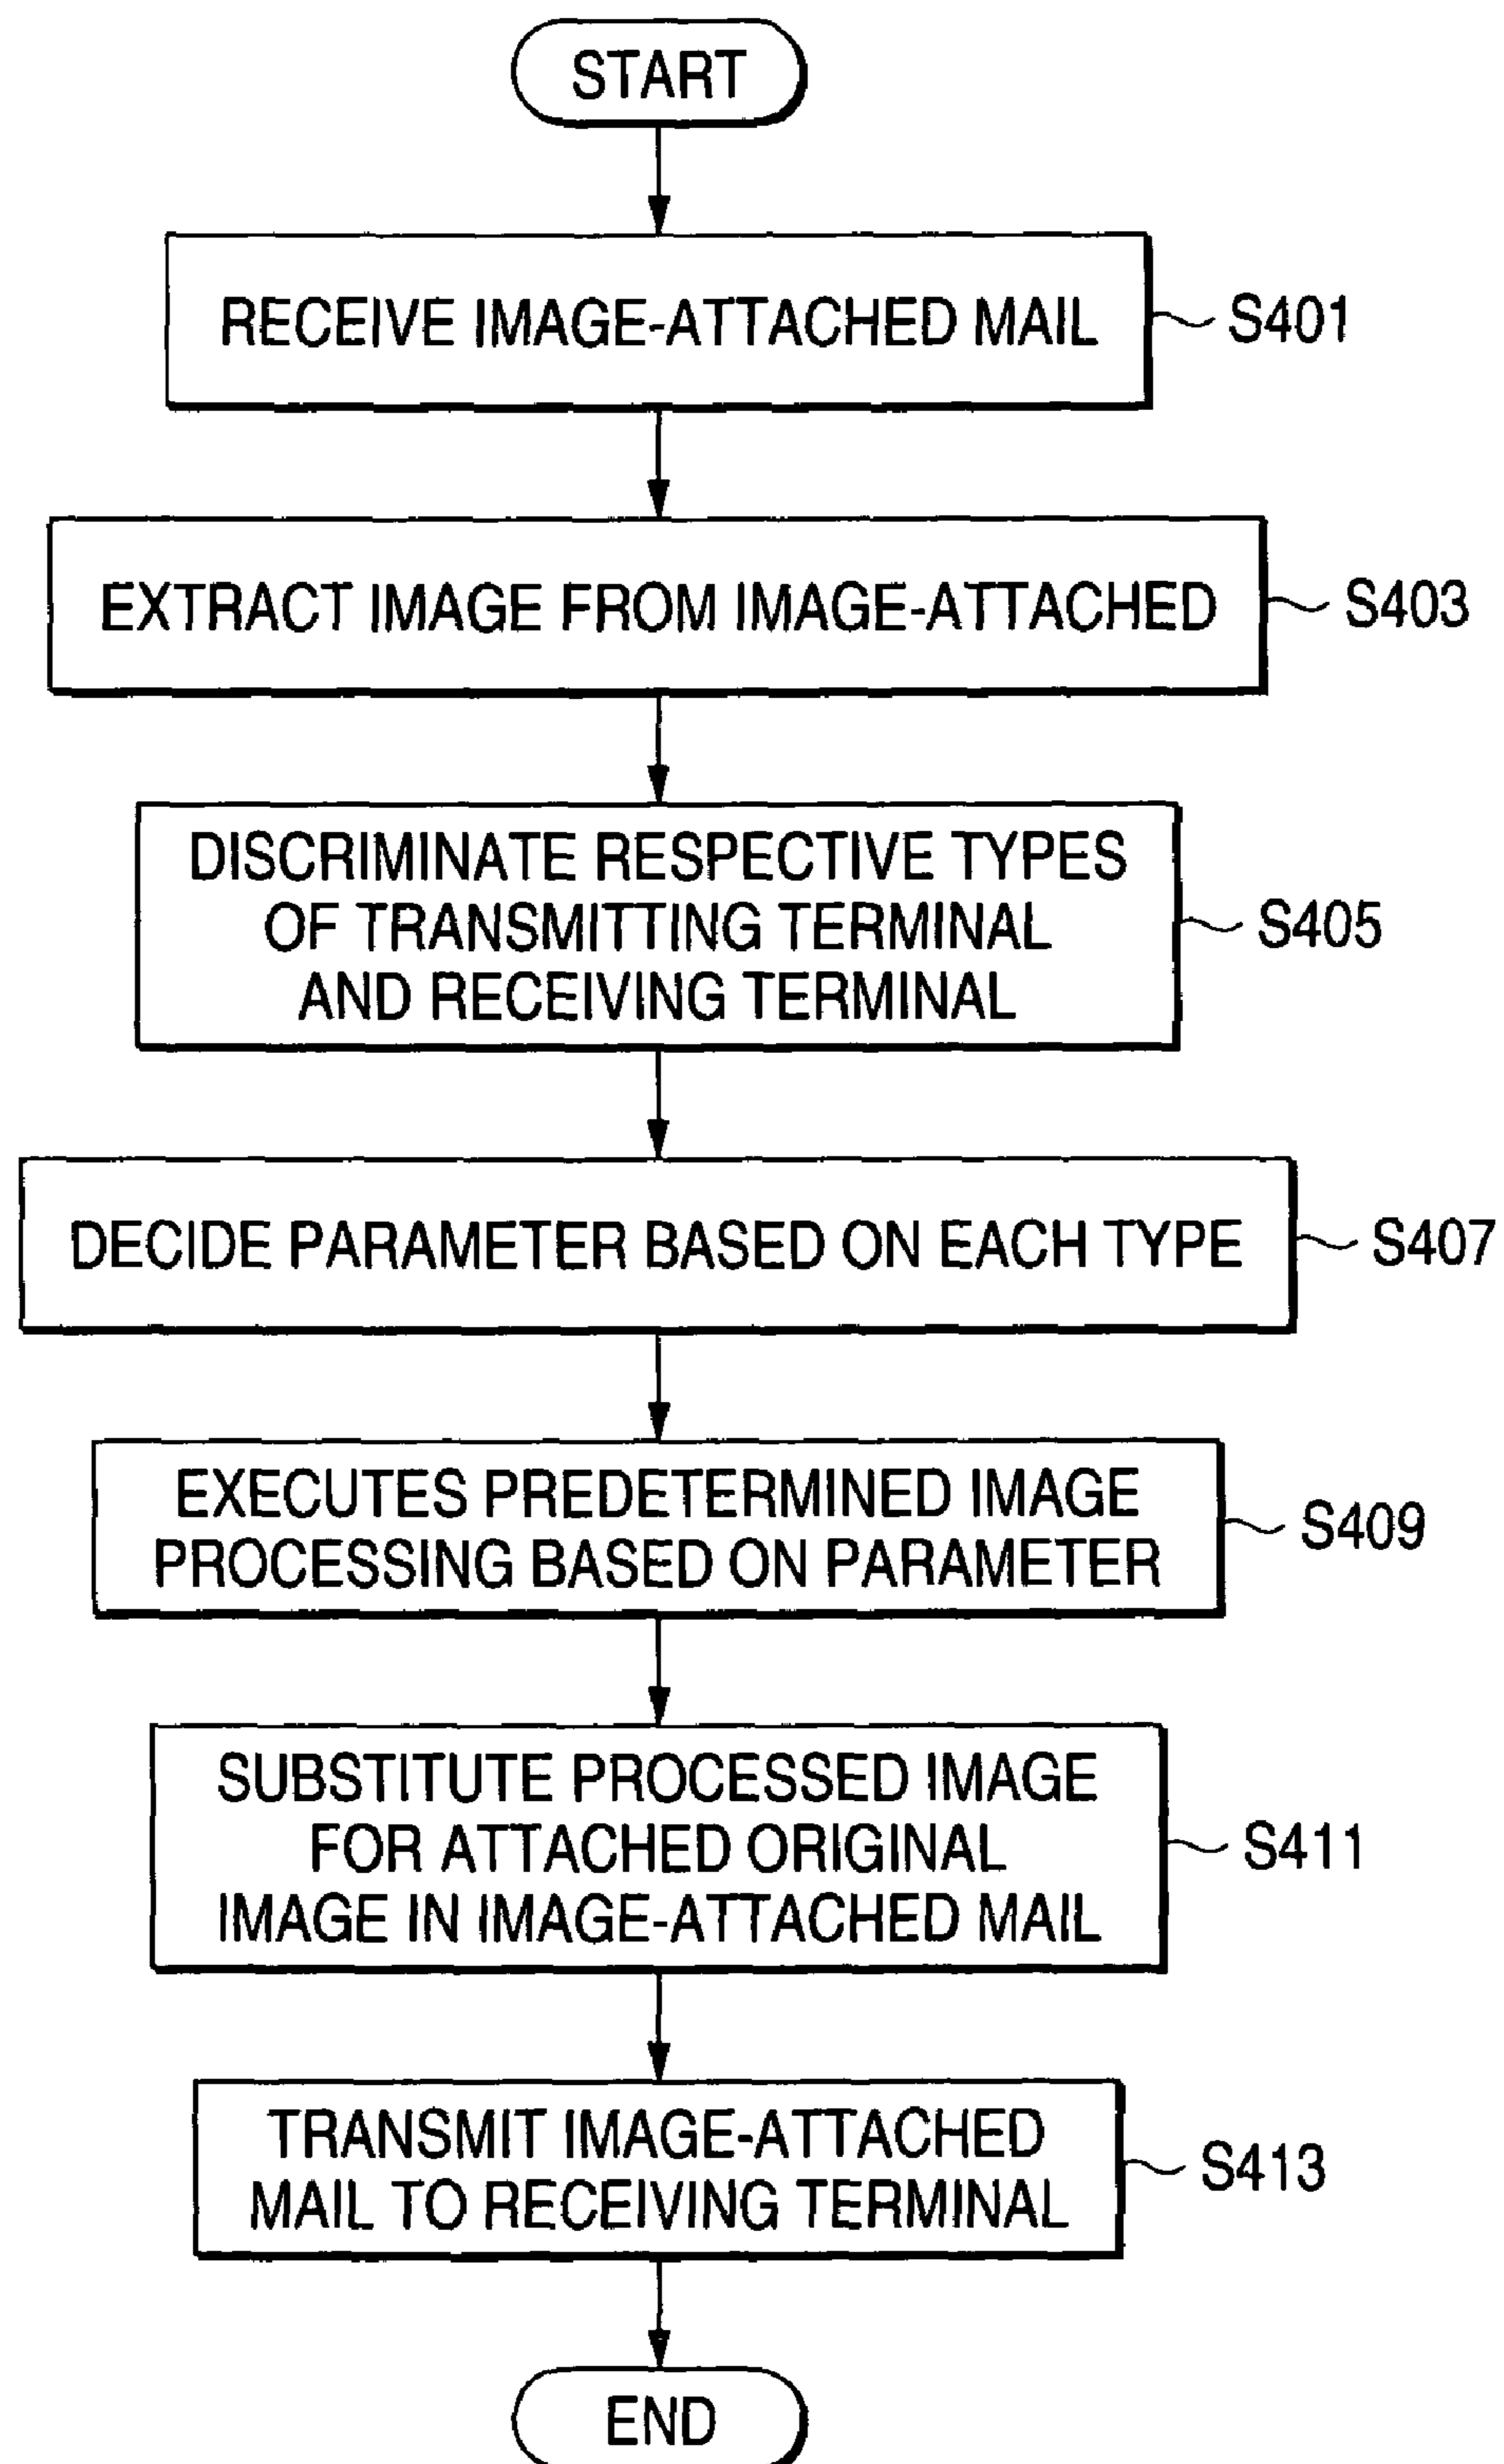 START
RECEIVE IMAGE-ATTACHED MAIL
S401
EXTRACT IMAGE FROM IMAGE-ATTACHED
S403
DISCRIMINATE RESPECTIVE TYPES
OF TRANSMITTING TERMINAL
AND RECEIVING TERMINAL
S405
DECIDE PARAMETER BASED ON EACH TYPE
S407
EXECUTES PREDETERMINED IMAGE
PROCESSING BASED ON PARAMETER
S409
SUBSTITUTE PROCESSED IMAGE
FOR ATTACHED ORIGINAL
IMAGE IN IMAGE-ATTACHED MAIL
S411
TRANSMIT IMAGE-ATTACHED
MAIL TO RECEIVING TERMINAL
S413
END